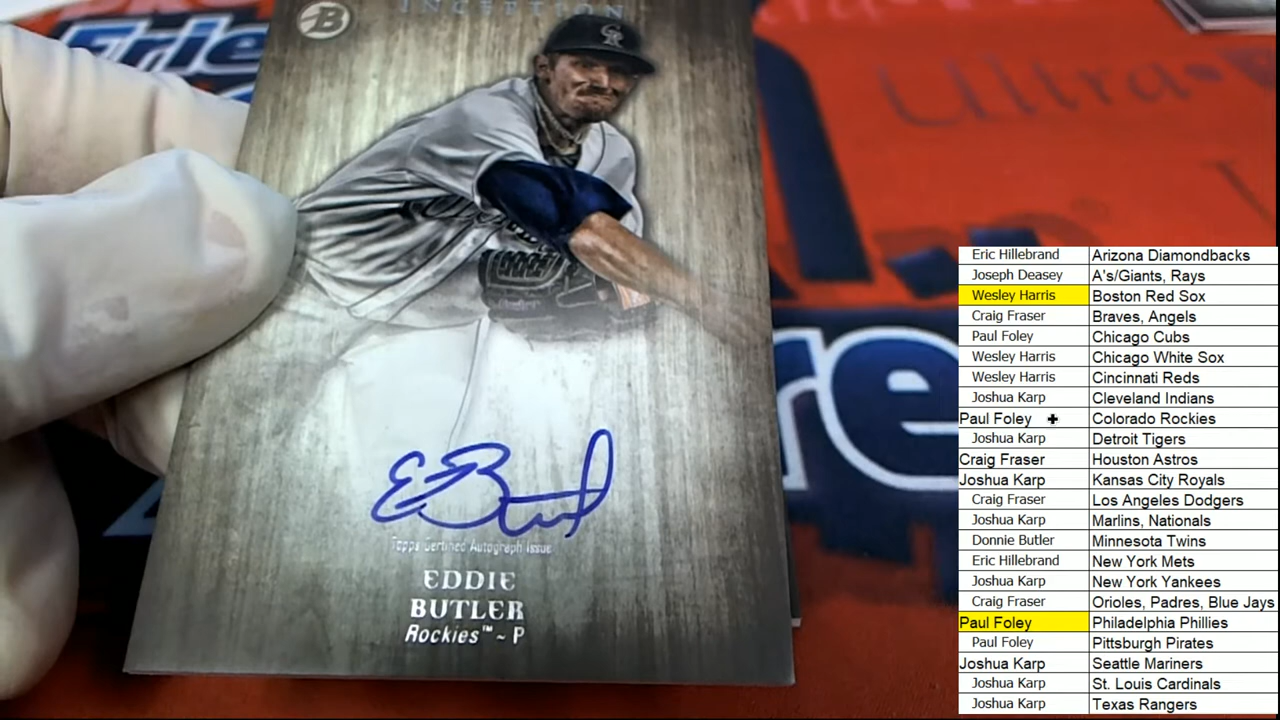 INCEPTION
B
CR
Frie
Ultra
re
EButler
Topps Certified Autograph Issue
EDDIE
BUTLER
Rockies™ ~ P
Eric Hillebrand Arizona Diamondbacks
Joseph Deasey A's/Giants, Rays
Wesley Harris Boston Red Sox
Craig Fraser Braves, Angels
Paul Foley Chicago Cubs
Wesley Harris Chicago White Sox
Wesley Harris Cincinnati Reds
Joshua Karp Cleveland Indians
Paul Foley Colorado Rockies
Joshua Karp Detroit Tigers
Craig Fraser Houston Astros
Joshua Karp Kansas City Royals
Craig Fraser Los Angeles Dodgers
Joshua Karp Marlins, Nationals
Donnie Butler Minnesota Twins
Eric Hillebrand New York Mets
Joshua Karp New York Yankees
Craig Fraser Orioles, Padres, Blue Jays
Paul Foley Philadelphia Phillies
Paul Foley Pittsburgh Pirates
Joshua Karp Seattle Mariners
Joshua Karp St. Louis Cardinals
Joshua Karp Texas Rangers